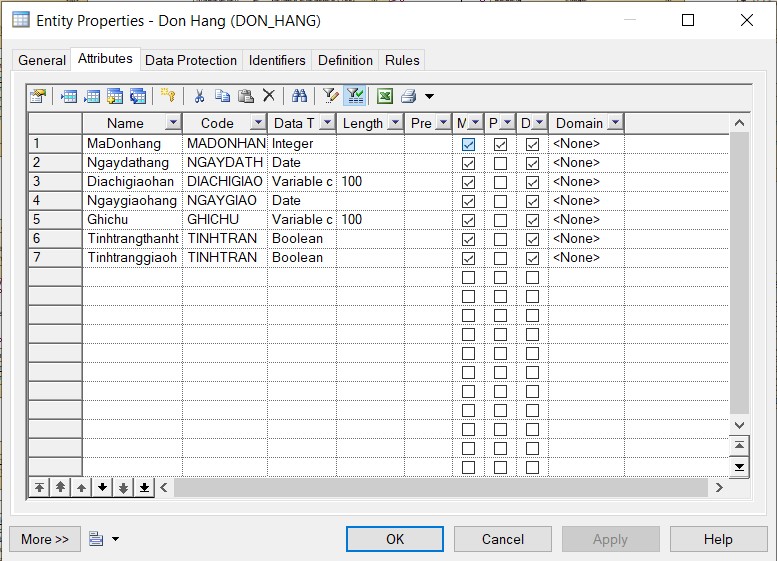 Entity Properties - Don Hang (DON_HANG)
General Attributes Data Protection Identifiers Definition Rules
Name Code Data T Length Pre M P D Domain
1 MaDonhang MADONHAN Integer <None>
2 Ngaydathang NGAYDATH Date <None>
3 Diachigiaohan DIACHIGIAO Variable c 100 <None>
4 Ngaygiaohang NGAYGIAO Date <None>
5 Ghichu GHICHU Variable c 100 <None>
6 Tinhtrangthanht TINHTRAN Boolean <None>
7 Tinhtranggiaoh TINHTRAN Boolean <None>
More >> OK Cancel Apply Help